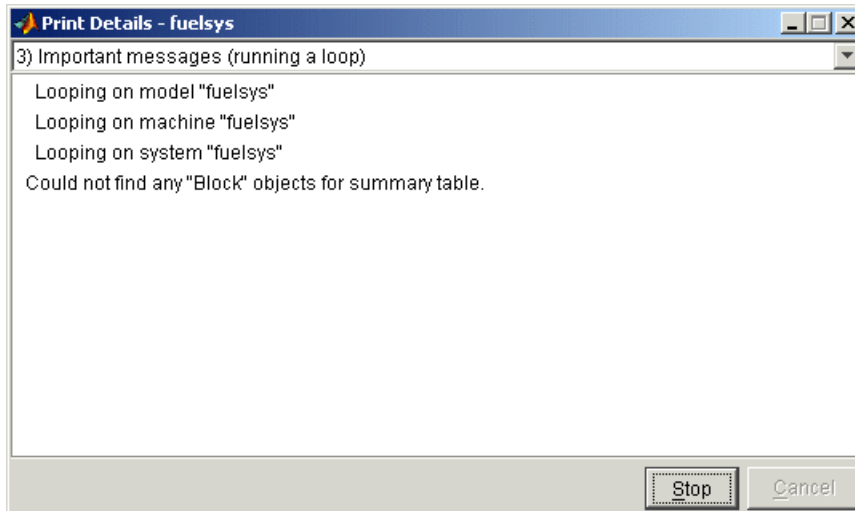 Print Details - fuelsys
3) Important messages (running a loop)
Looping on model "fuelsys"
Looping on machine "fuelsys"
Looping on system "fuelsys"
Could not find any "Block" objects for summary table.
Stop Cancel